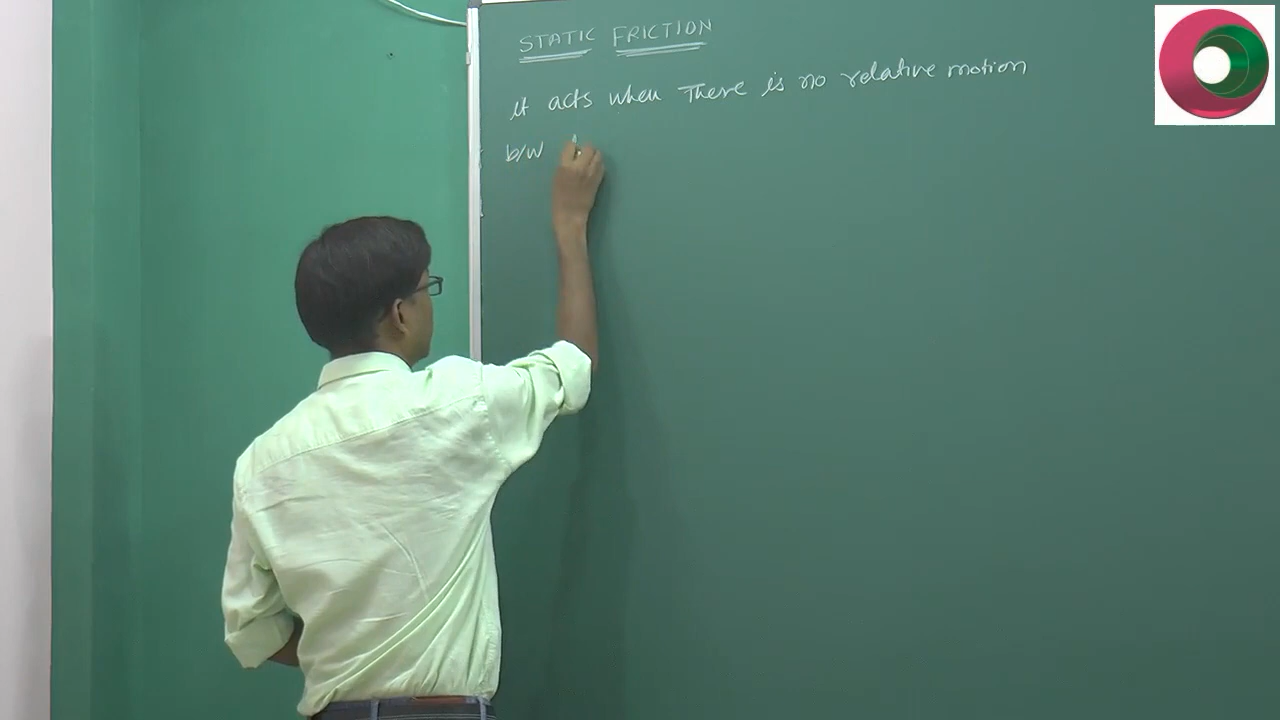 STATIC FRICTION
it acts when There is no relative motion
b/w